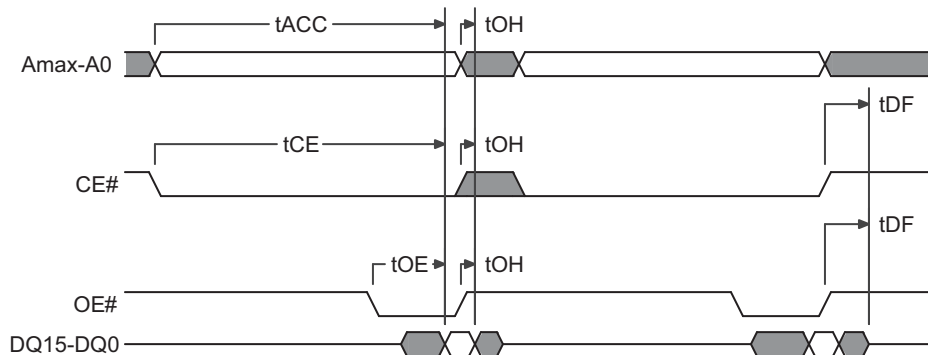 tACC tOH
Amax-A0
tDF
tCE tOH
CE#
tDF
tOE tOH
OE#
DQ15-DQ0